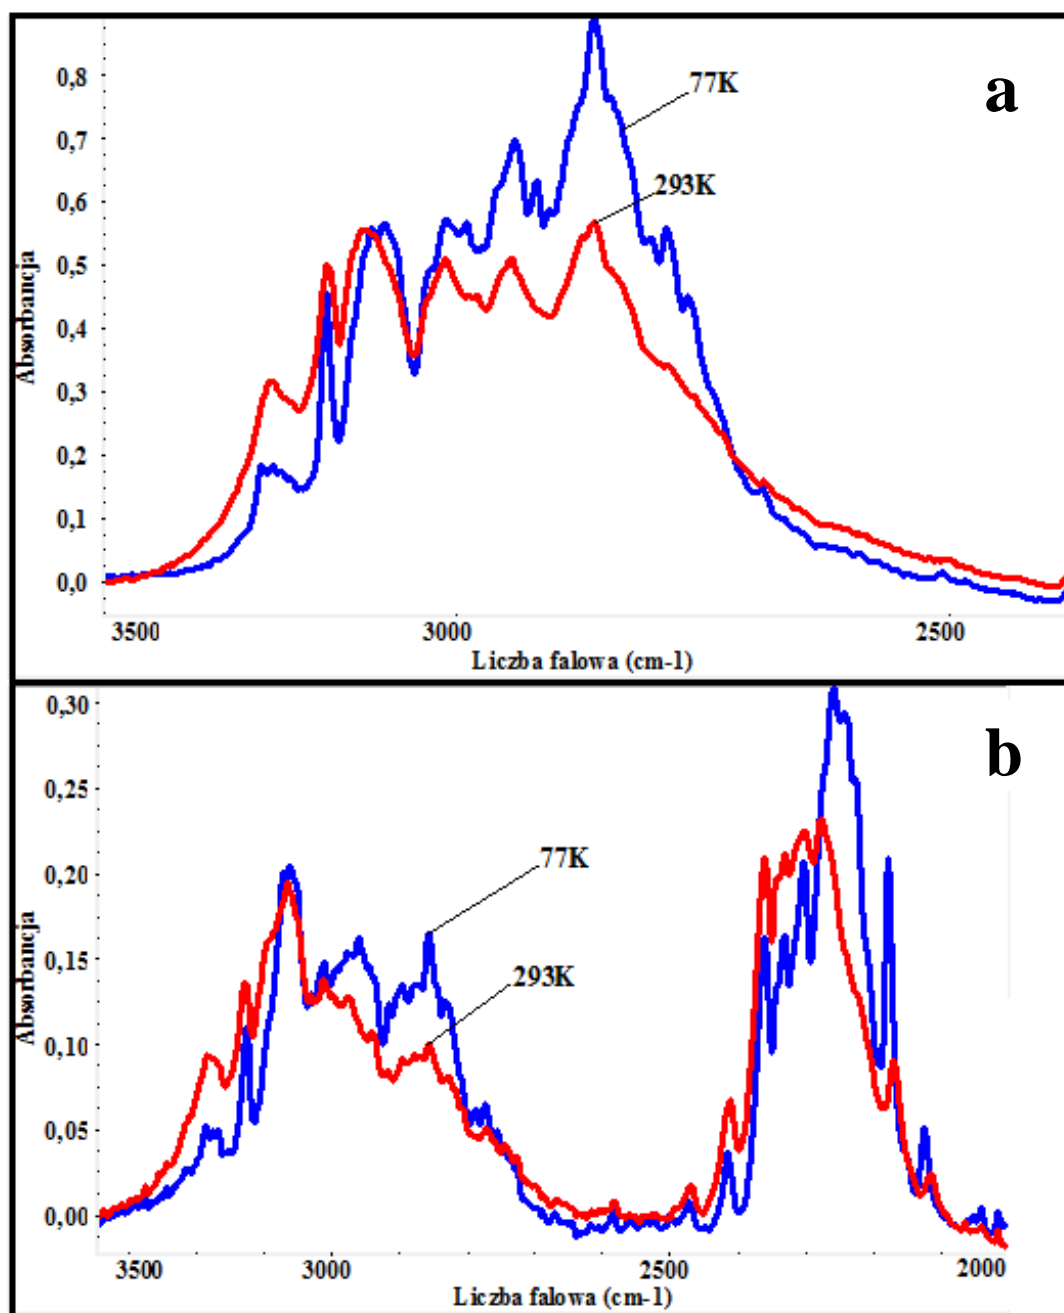 a
0,8
77K
0,7
293K
0,6
0,5
0,4
0,3
0,2
0,1
0,0
Absorbancja
3500 3000 2500
Liczba falowa (cm-1)
b
0,30
0,25
77K
0,20
0,15
293K
0,10
0,05
0,00
Absorbancja
3500 3000 2500 2000
Liczba falowa (cm-1)